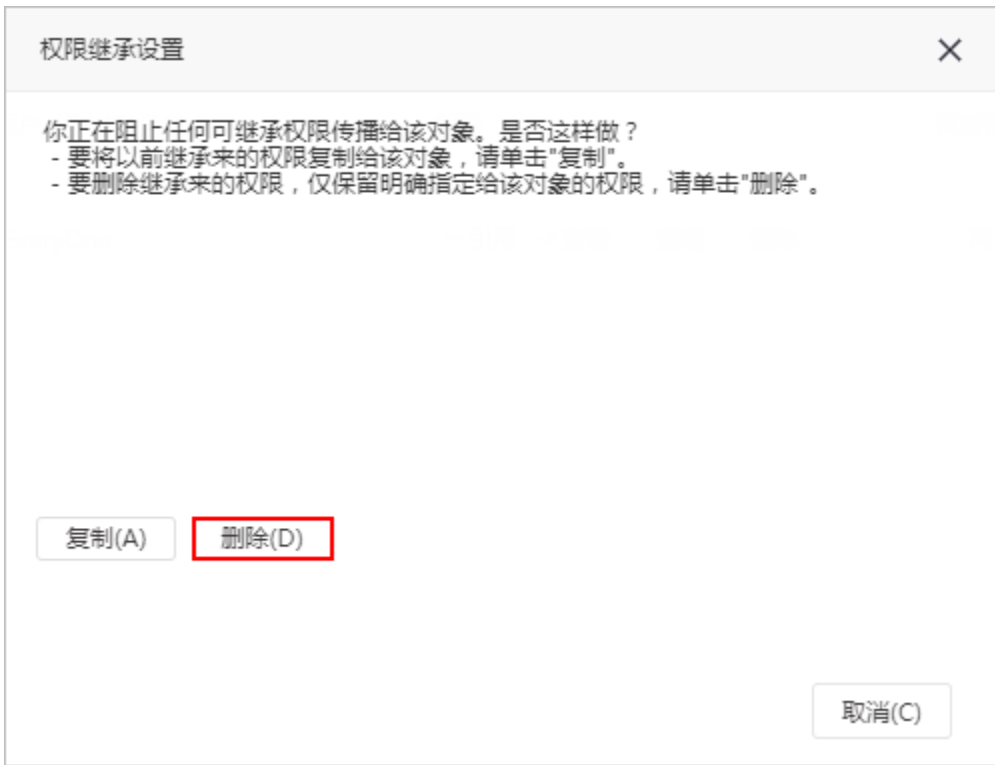 权限继承设置
你正在阻止任何可继承权限传播给该对象。是否这样做？
- 要将以前继承来的权限复制给该对象，请单击"复制"。
- 要删除继承来的权限，仅保留明确指定给该对象的权限，请单击"删除"。
复制(A) 删除(D)
取消(C)